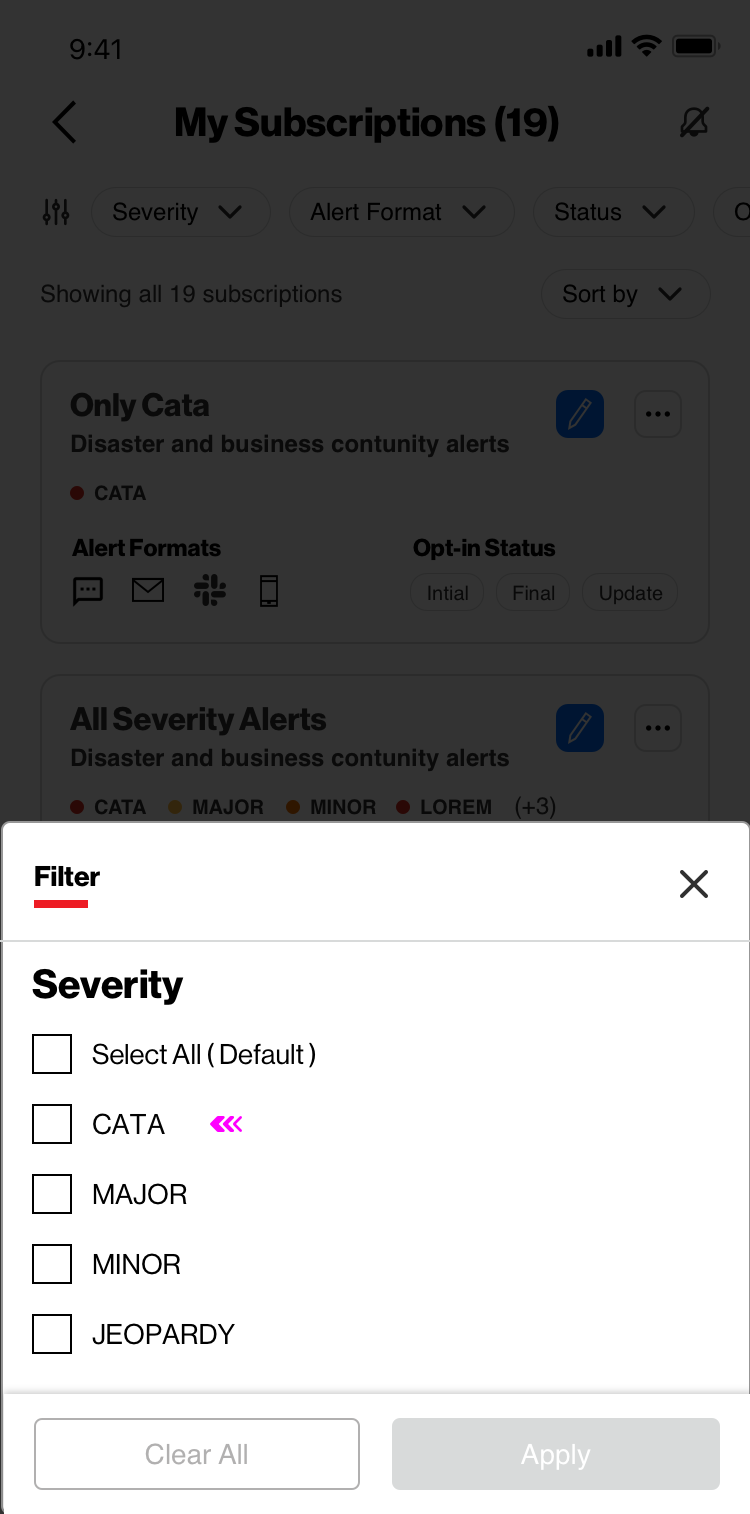 9:41
My Subscriptions (19)
Severity Alert Format Status O
Showing all 19 subscriptions Sort by
Only Cata
Disaster and business contunity alerts
CATA
Alert Formats Opt-in Status
Intial Final Update
All Severity Alerts
Disaster and business contunity alerts
CATA MAJOR MINOR LOREM (+3)
Filter
Severity
Select All ( Default )
CATA
MAJOR
MINOR
JEOPARDY
Clear All Apply